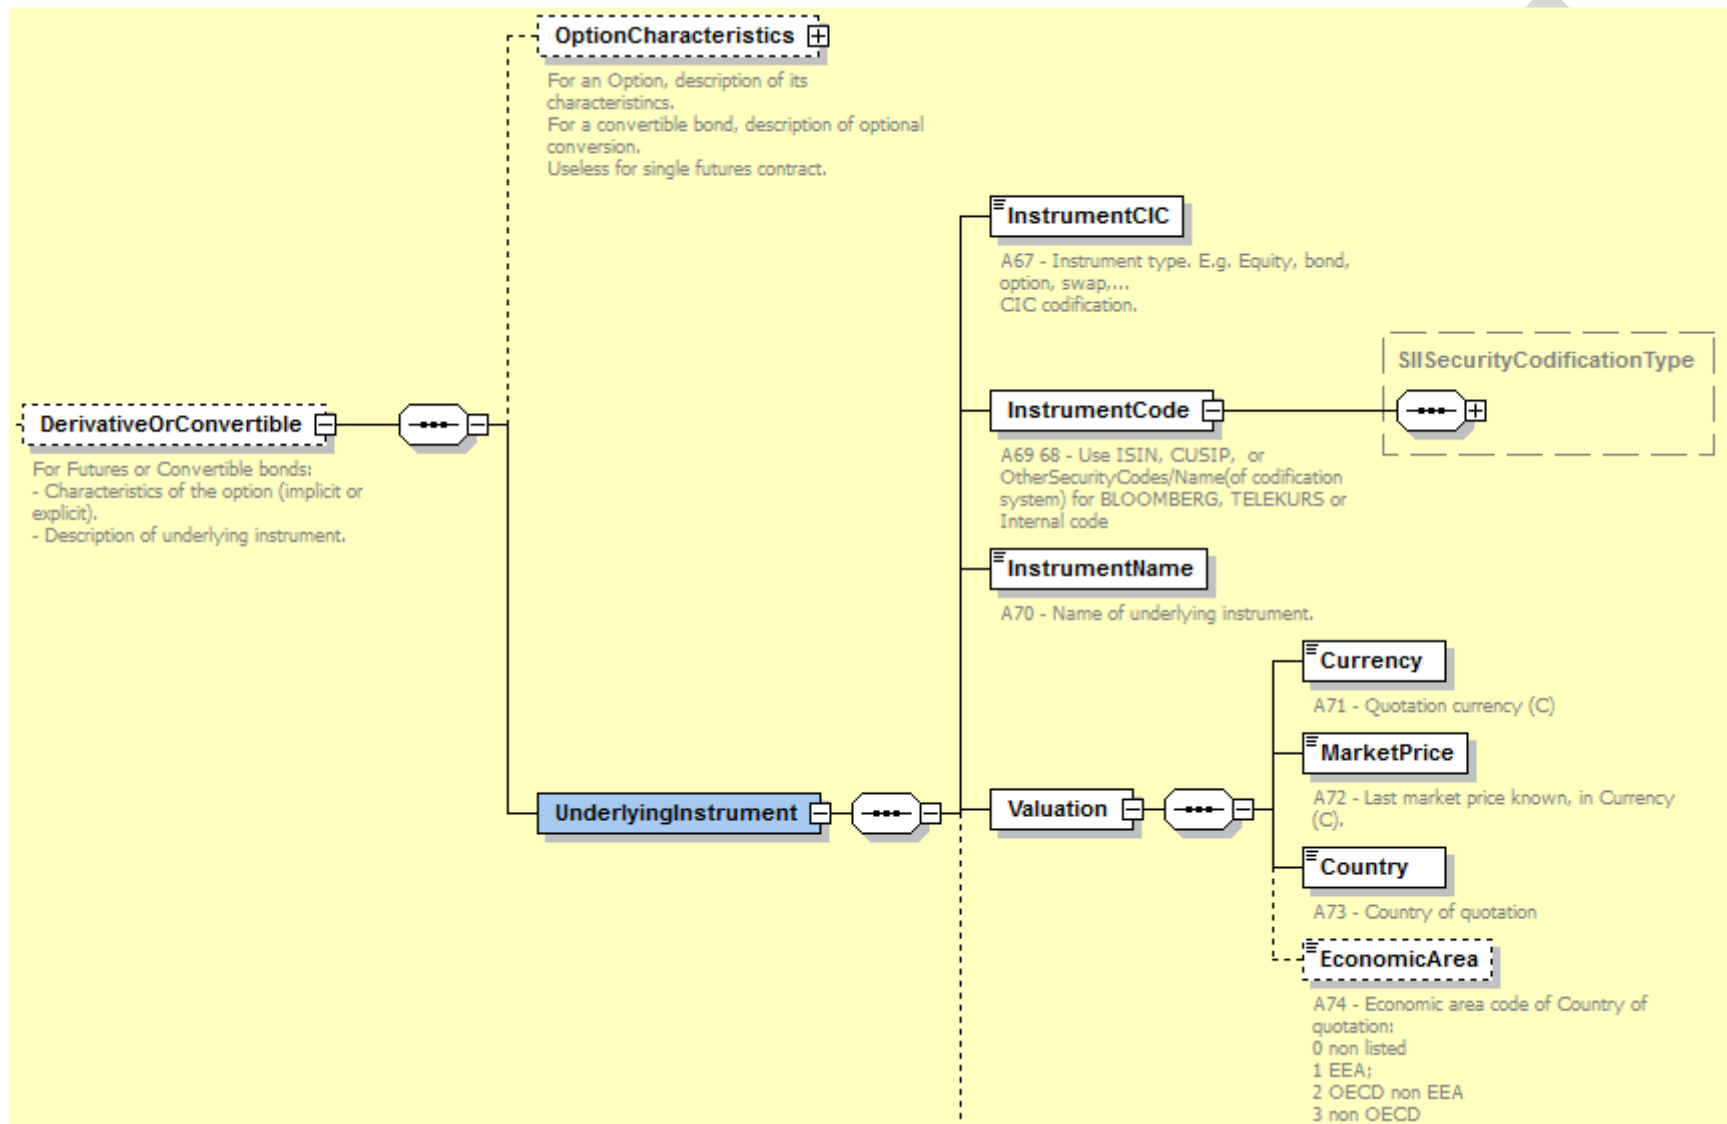 OptionCharacteristics
For an Option, description of its
characteristincs.
For a convertible bond, description of optional
conversion.
Useless for single futures contract.
InstrumentCIC
A67 - Instrument type. E.g. Equity, bond,
option, swap,...
CIC codification.
SIISecurityCodificationType
InstrumentCode
A69 68 - Use ISIN, CUSIP, or
OtherSecurityCodes/Name(of codification
system) for BLOOMBERG, TELEKURS or
Internal code
DerivativeOrConvertible
For Futures or Convertible bonds:
- Characteristics of the option (implicit or
explicit).
- Description of underlying instrument.
InstrumentName
A70 - Name of underlying instrument.
Currency
A71 - Quotation currency (C)
MarketPrice
A72 - Last market price known, in Currency
(C).
UnderlyingInstrument
Valuation
Country
A73 - Country of quotation
EconomicArea
A74 - Economic area code of Country of
quotation:
0 non listed
1 EEA;
2 OECD non EEA
3 non OECD